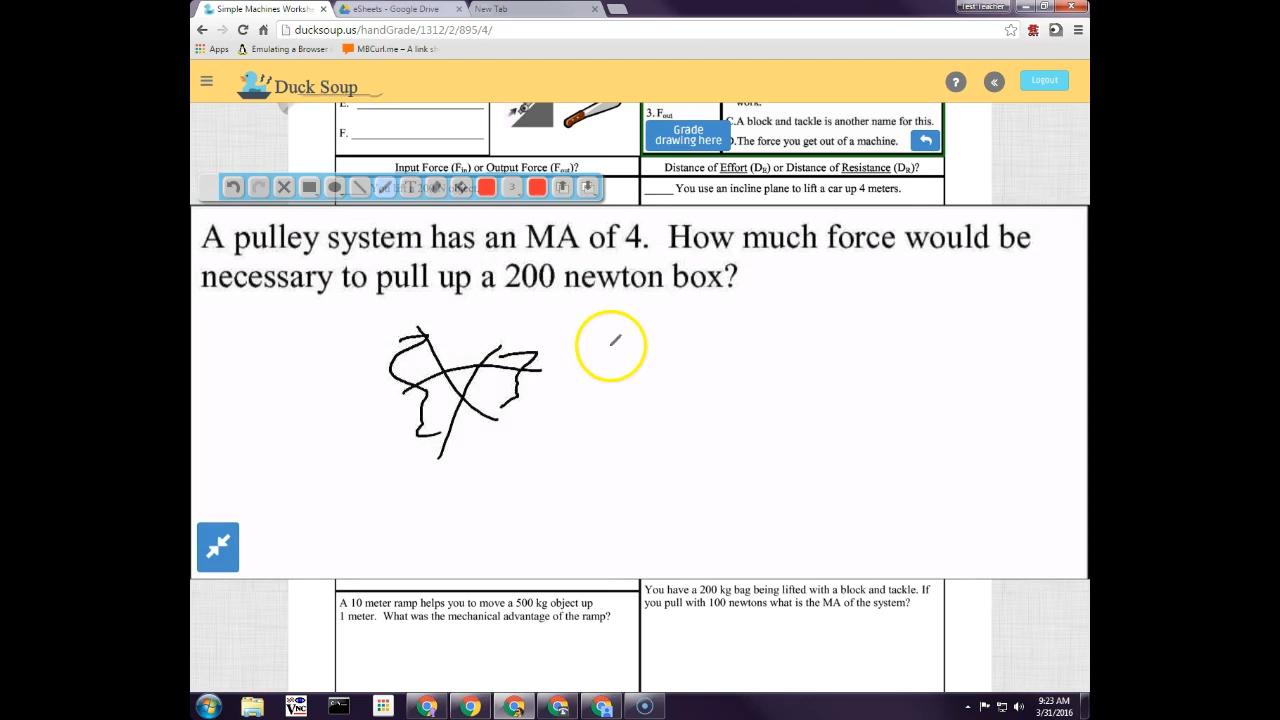 Simple Machines Workshe
eSheets - Google Drive
New Tab
Test Teacher
ducksoup.us/handGrade/1312/2/895/4/
Apps
Emulating a Browser
MBCurl.me – A link sh
Duck Soup
Logout
E.
F.
3. Fout
work.
C.A block and tackle is another name for this.
Grade
drawing here
D.The force you get out of a machine.
Input Force (Fin) or Output Force (Fout)?
Distance of Effort (DE) or Distance of Resistance (DR)?
You lift a 200 N object.
3
_____ You use an incline plane to lift a car up 4 meters.
A pulley system has an MA of 4. How much force would be
necessary to pull up a 200 newton box?
A 10 meter ramp helps you to move a 500 kg object up
1 meter. What was the mechanical advantage of the ramp?
You have a 200 kg bag being lifted with a block and tackle. If
you pull with 100 newtons what is the MA of the system?
9:23 AM
3/31/2016